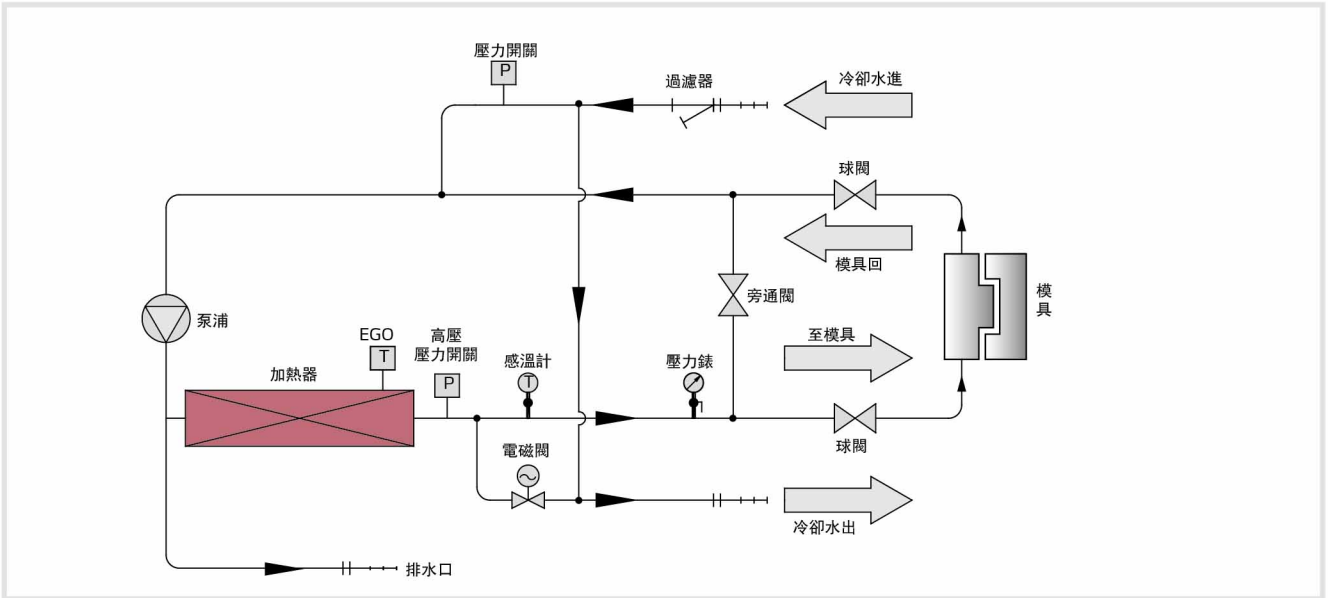 壓力開關
P
過濾器
冷卻水進
球閥
模具回
旁通閥
模
具
泵浦
EGO
T
高壓
壓力開關
P
加熱器
感溫計
T
壓力錶
至模具
球閥
電磁閥
冷卻水出
排水口